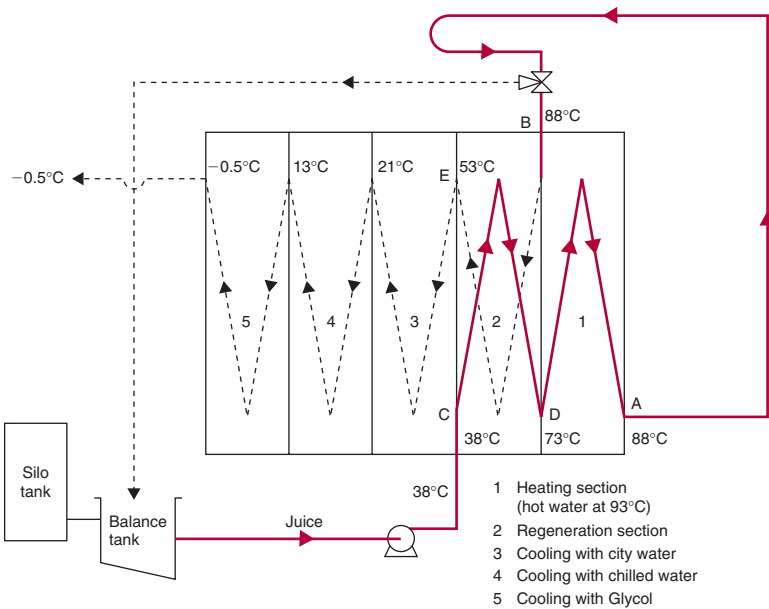 B
88°C
−0.5°C
−0.5°C
13°C
21°C
E
53°C
5
4
3
2
1
C
D
A
38°C
73°C
88°C
38°C
Silo
tank
Balance
tank
Juice
1 Heating section
(hot water at 93°C)
2 Regeneration section
3 Cooling with city water
4 Cooling with chilled water
5 Cooling with Glycol